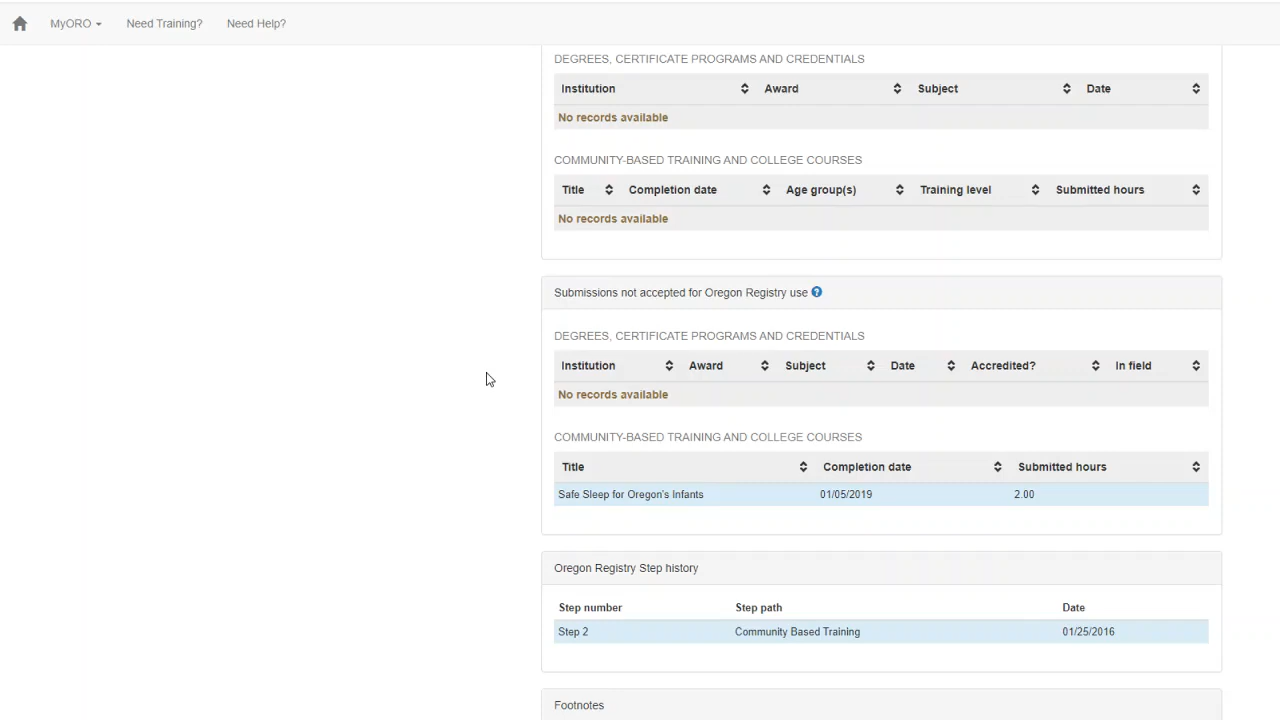 MyORO Need Training? Need Help?
DEGREES, CERTIFICATE PROGRAMS AND CREDENTIALS
Institution Award Subject Date
No records available
COMMUNITY-BASED TRAINING AND COLLEGE COURSES
Title Completion date Age group(s) Training level Submitted hours
No records available
Submissions not accepted for Oregon Registry use ?
DEGREES, CERTIFICATE PROGRAMS AND CREDENTIALS
Institution Award Subject Date Accredited? In field
No records available
COMMUNITY-BASED TRAINING AND COLLEGE COURSES
Title Completion date Submitted hours
Safe Sleep for Oregon's Infants 01/05/2019 2.00
Oregon Registry Step history
Step number Step path Date
Step 2 Community Based Training 01/25/2016
Footnotes